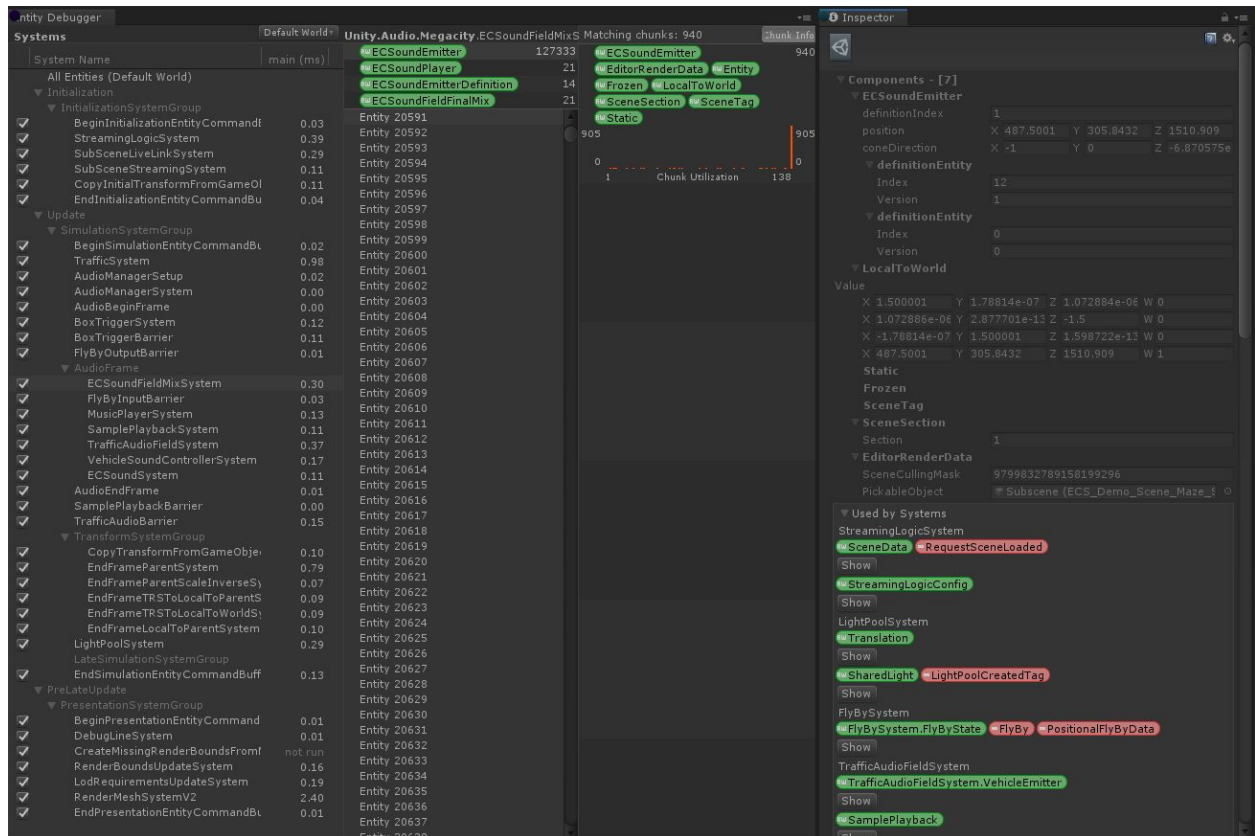 ntity Debugger
Systems
Default World
System Name main (ms)
All Entities (Default World)
Initialization
InitializationSystemGroup
BeginInitializationEntityCommandE 0.03
StreamingLogicSystem 0.39
SubSceneLiveLinkSystem 0.29
SubSceneStreamingSystem 0.11
CopyInitialTransformFromGameOl 0.11
EndInitializationEntityCommandBu 0.04
Update
SimulationSystemGroup
BeginSimulationEntityCommandBu 0.02
TrafficSystem 0.98
AudioManagerSetup 0.02
AudioManagerSystem 0.00
AudioBeginFrame 0.00
BoxTriggerSystem 0.12
BoxTriggerBarrier 0.11
FlyByOutputBarrier 0.01
AudioFrame
ECSoundFieldMixSystem 0.30
FlyByInputBarrier 0.03
MusicPlayerSystem 0.13
SamplePlaybackSystem 0.11
TrafficAudioFieldSystem 0.37
VehicleSoundControllerSystem 0.17
ECSoundSystem 0.11
AudioEndFrame 0.01
SamplePlaybackBarrier 0.00
TrafficAudioBarrier 0.15
TransformSystemGroup
CopyTransformFromGameObje 0.10
EndFrameParentSystem 0.79
EndFrameParentScaleInverseSy 0.07
EndFrameTRSToLocalToParentS 0.09
EndFrameTRSToLocalToWorldSy 0.09
EndFrameLocalToParentSystem 0.10
LightPoolSystem 0.29
LateSimulationSystemGroup
EndSimulationEntityCommandBuff 0.13
PreLateUpdate
PresentationSystemGroup
BeginPresentationEntityCommand 0.01
DebugLineSystem 0.01
CreateMissingRenderBoundsFrom not run
RenderBoundsUpdateSystem 0.16
LodRequirementsUpdateSystem 0.19
RenderMeshSystemV2 2.40
EndPresentationEntityCommandBu 0.01
Unity.Audio.Megacity.ECSoundFieldMixS
ECSoundEmitter 127333
ECSoundPlayer 21
ECSoundEmitterDefinition 14
ECSoundFieldFinalMix 21
Entity 20591
Entity 20592
Entity 20593
Entity 20594
Entity 20595
Entity 20596
Entity 20597
Entity 20598
Entity 20599
Entity 20600
Entity 20601
Entity 20602
Entity 20603
Entity 20604
Entity 20605
Entity 20606
Entity 20607
Entity 20608
Entity 20609
Entity 20610
Entity 20611
Entity 20612
Entity 20613
Entity 20614
Entity 20615
Entity 20616
Entity 20617
Entity 20618
Entity 20619
Entity 20620
Entity 20621
Entity 20622
Entity 20623
Entity 20624
Entity 20625
Entity 20626
Entity 20627
Entity 20628
Entity 20629
Entity 20630
Entity 20631
Entity 20632
Entity 20633
Entity 20634
Entity 20635
Entity 20636
Entity 20637
Matching chunks: 940 Chunk Info
ECSoundEmitter 940
EditorRenderData Entity
Frozen LocalToWorld
SceneSection SceneTag
Static
905 905
0 0
1 Chunk Utilization 138
Inspector
Components - [7]
ECSoundEmitter
definitionIndex 1
position X 487.5001 Y 305.8432 Z 1510.909
coneDirection X -1 Y 0 Z -6.870575e
definitionEntity
Index 12
Version 1
definitionEntity
Index 0
Version 0
LocalToWorld
Value
X 1.500001 Y 1.78814e-07 Z 1.072884e-06 W 0
X 1.072886e-06 Y 2.877701e-13 Z -1.5 W 0
X -1.78814e-07 Y 1.500001 Z 1.598722e-13 W 0
X 487.5001 Y 305.8432 Z 1510.909 W 1
Static
Frozen
SceneTag
SceneSection
Section 1
EditorRenderData
SceneCullingMask 9799832789158199296
PickableObject Subscene (ECS_Demo_Scene_Maze_S
Used by Systems
StreamingLogicSystem
SceneData RequestSceneLoaded
Show
StreamingLogicConfig
Show
LightPoolSystem
Translation
Show
SharedLight LightPoolCreatedTag
Show
FlyBySystem
FlyBySystem.FlyByState FlyBy PositionalFlyByData
Show
TrafficAudioFieldSystem
TrafficAudioFieldSystem.VehicleEmitter
Show
SamplePlayback